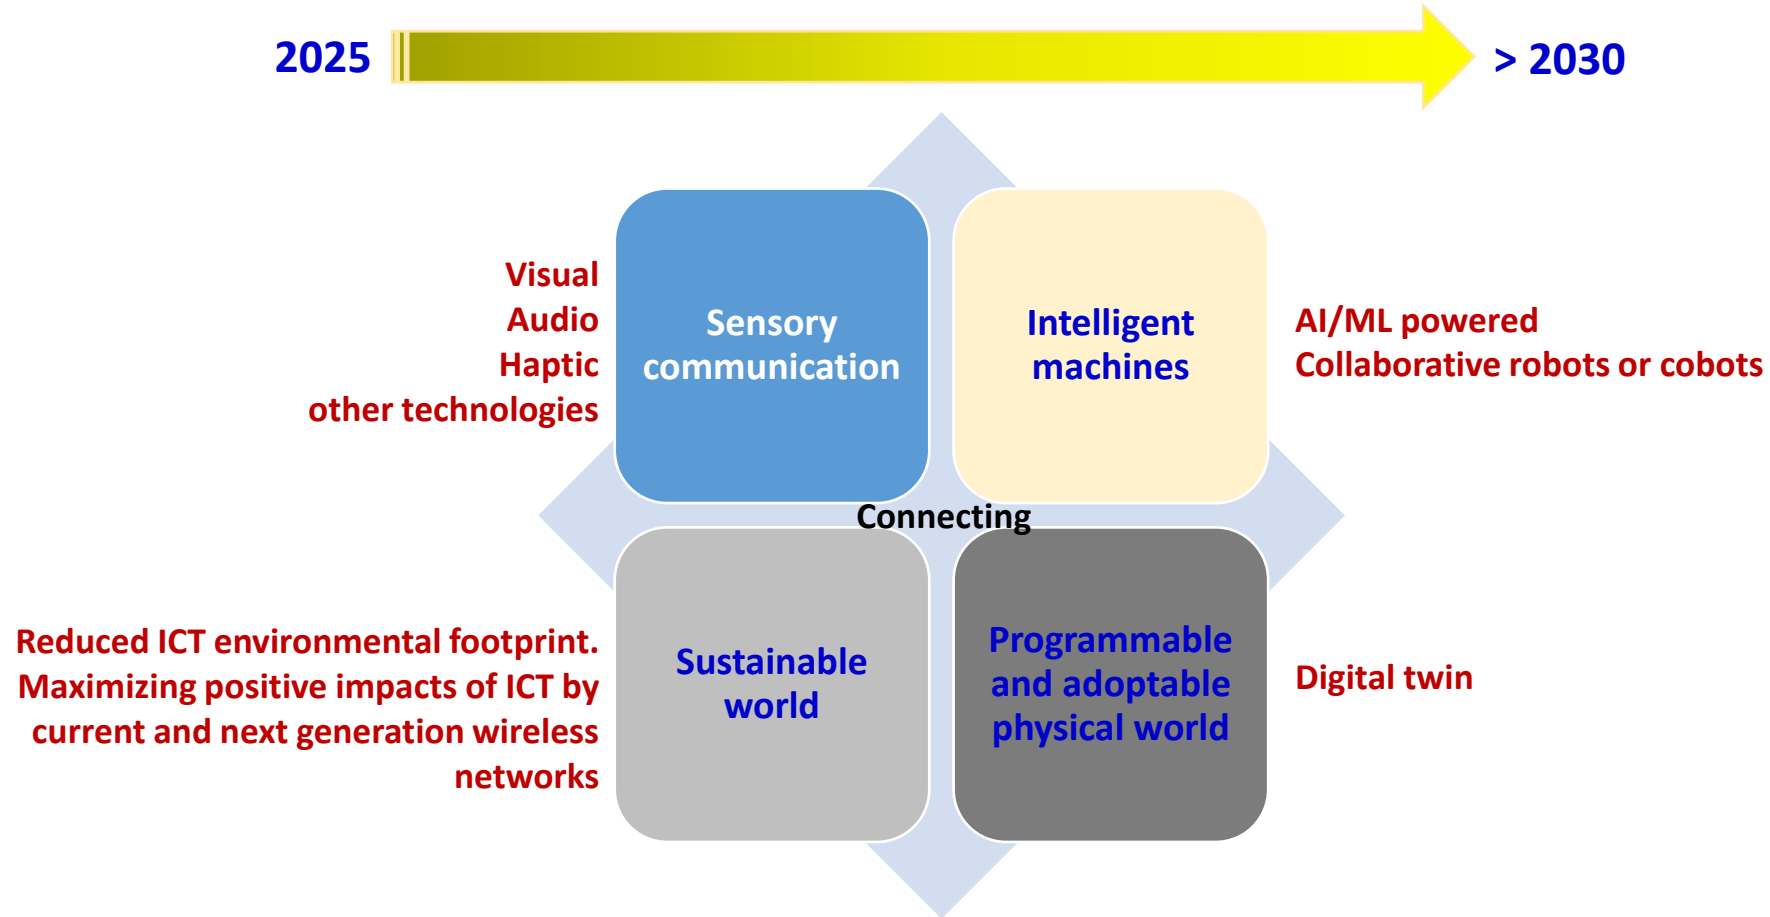 2025
> 2030
Visual
Audio
Haptic
other technologies
Sensory
communication
Intelligent
machines
AI/ML powered
Collaborative robots or cobots
Connecting
Reduced ICT environmental footprint.
Maximizing positive impacts of ICT by
current and next generation wireless
networks
Sustainable
world
Programmable
and adoptable
physical world
Digital twin